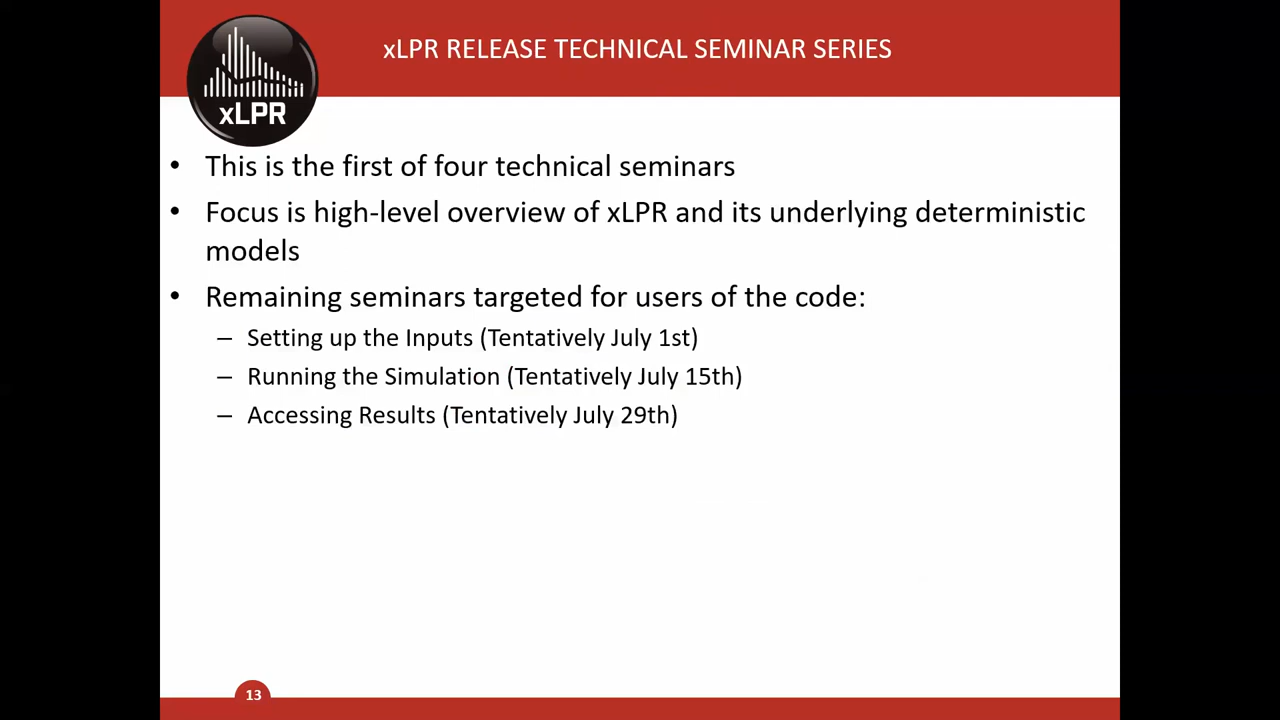 xLPR RELEASE TECHNICAL SEMINAR SERIES
xLPR
• This is the first of four technical seminars
• Focus is high-level overview of xLPR and its underlying deterministic
models
• Remaining seminars targeted for users of the code:
– Setting up the Inputs (Tentatively July 1st)
– Running the Simulation (Tentatively July 15th)
– Accessing Results (Tentatively July 29th)
13